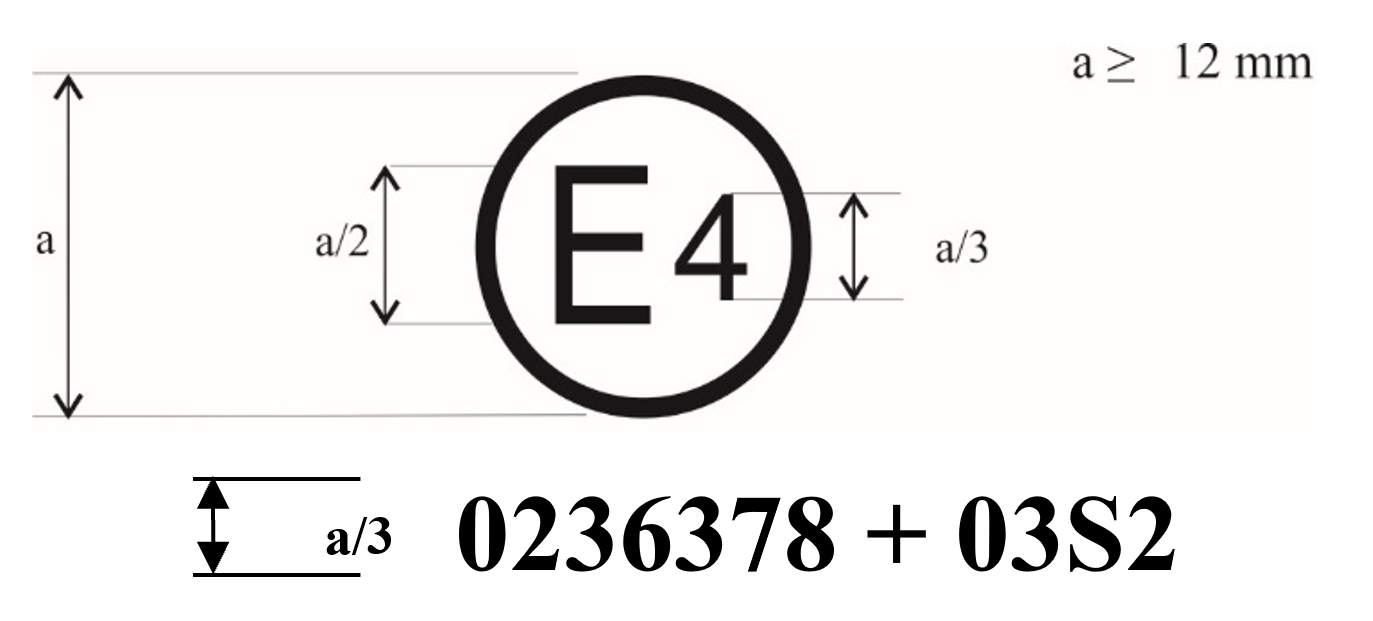 a ≥ 12 mm
a
a/2
E4
a/3
a/3
0236378 + 03S2